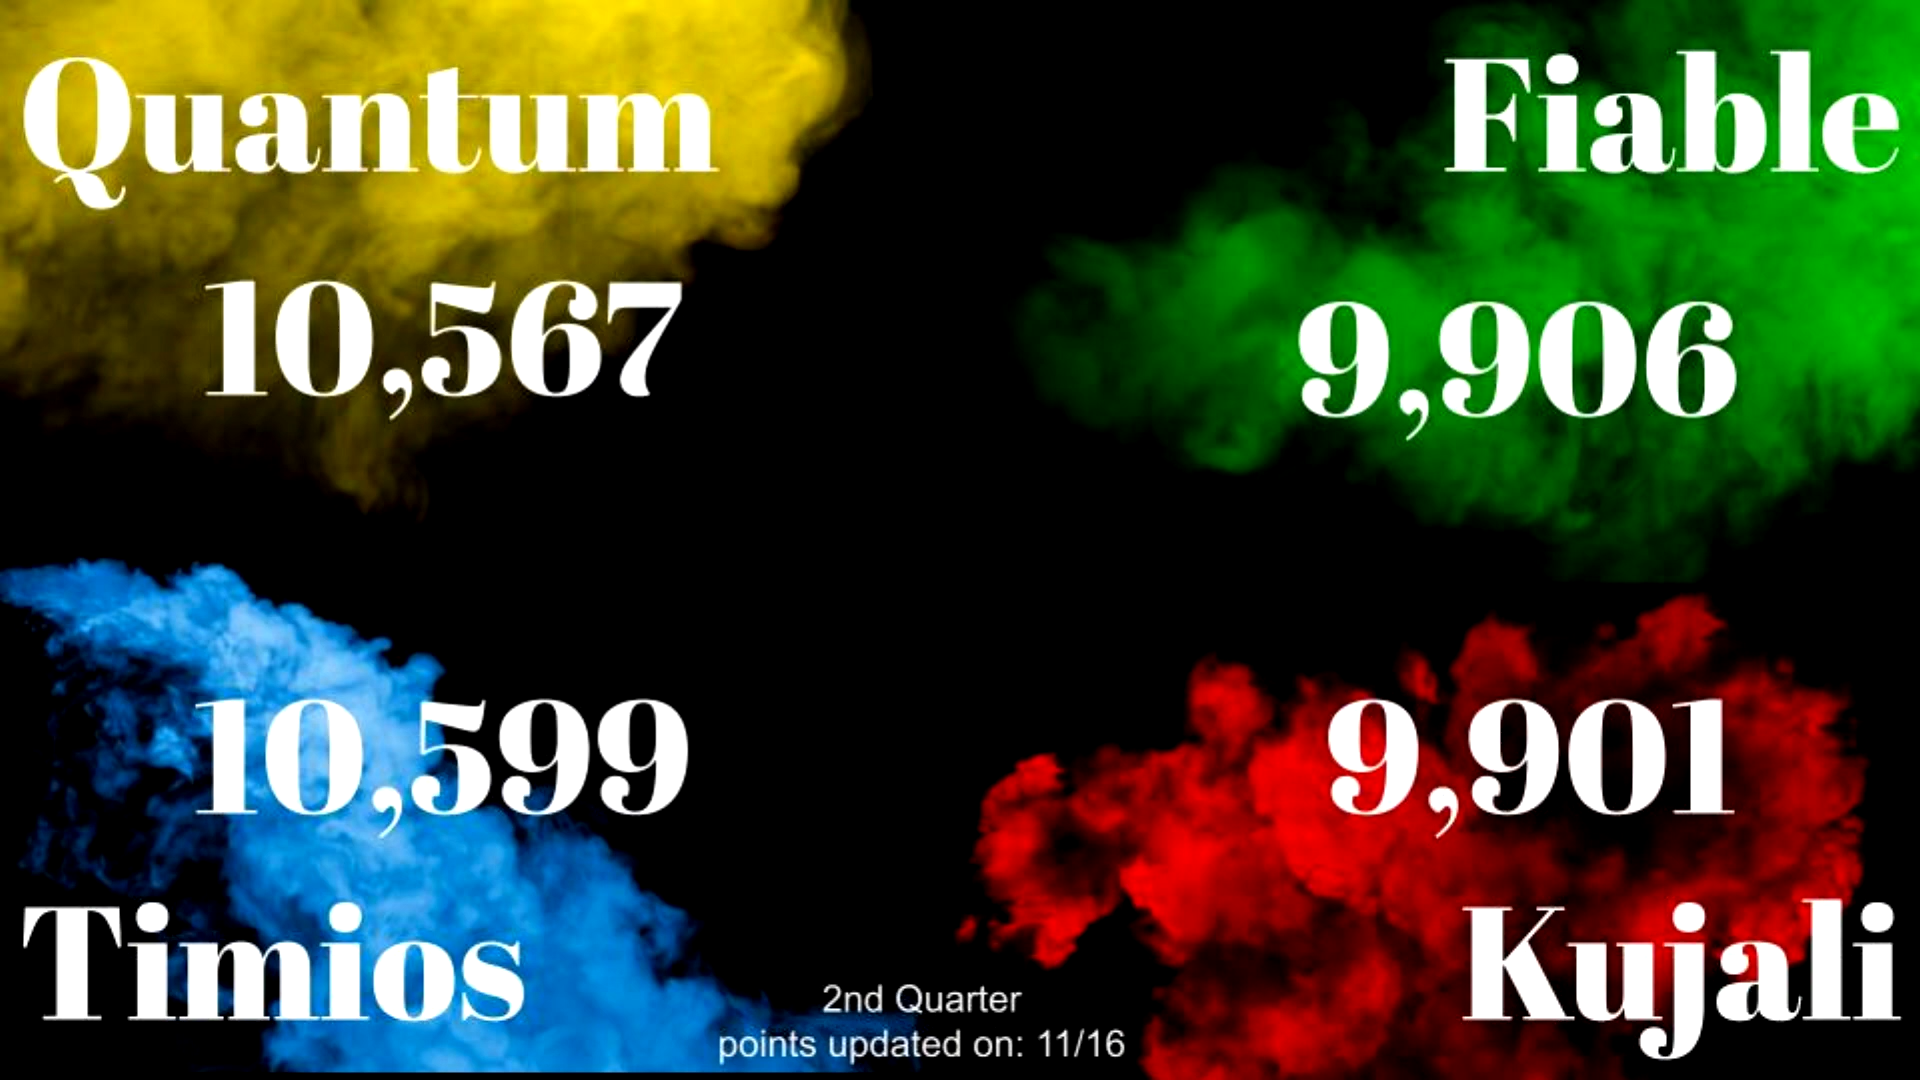 Quantum
10,567
Fiable
9,906
10,599
Timios
9,901
Kujali
2nd Quarter
points updated on: 11/16